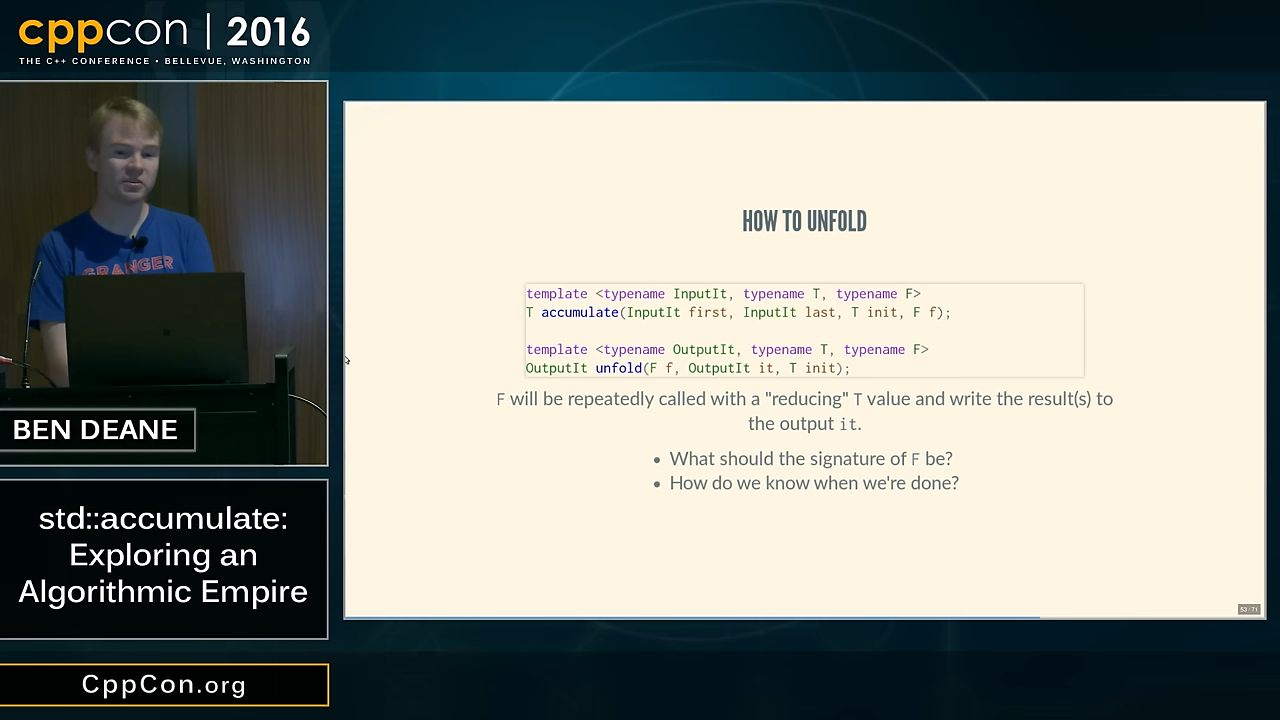 cppcon | 2016
THE C++ CONFERENCE • BELLEVUE, WASHINGTON
GRANGER
BEN DEANE
std::accumulate:
Exploring an
Algorithmic Empire
CppCon.org
HOW TO UNFOLD
template <typename InputIt, typename T, typename F>
T accumulate(InputIt first, InputIt last, T init, F f);
template <typename OutputIt, typename T, typename F>
OutputIt unfold(F f, OutputIt it, T init);
F will be repeatedly called with a "reducing" T value and write the result(s) to
the output it.
• What should the signature of F be?
• How do we know when we're done?
53 / 71